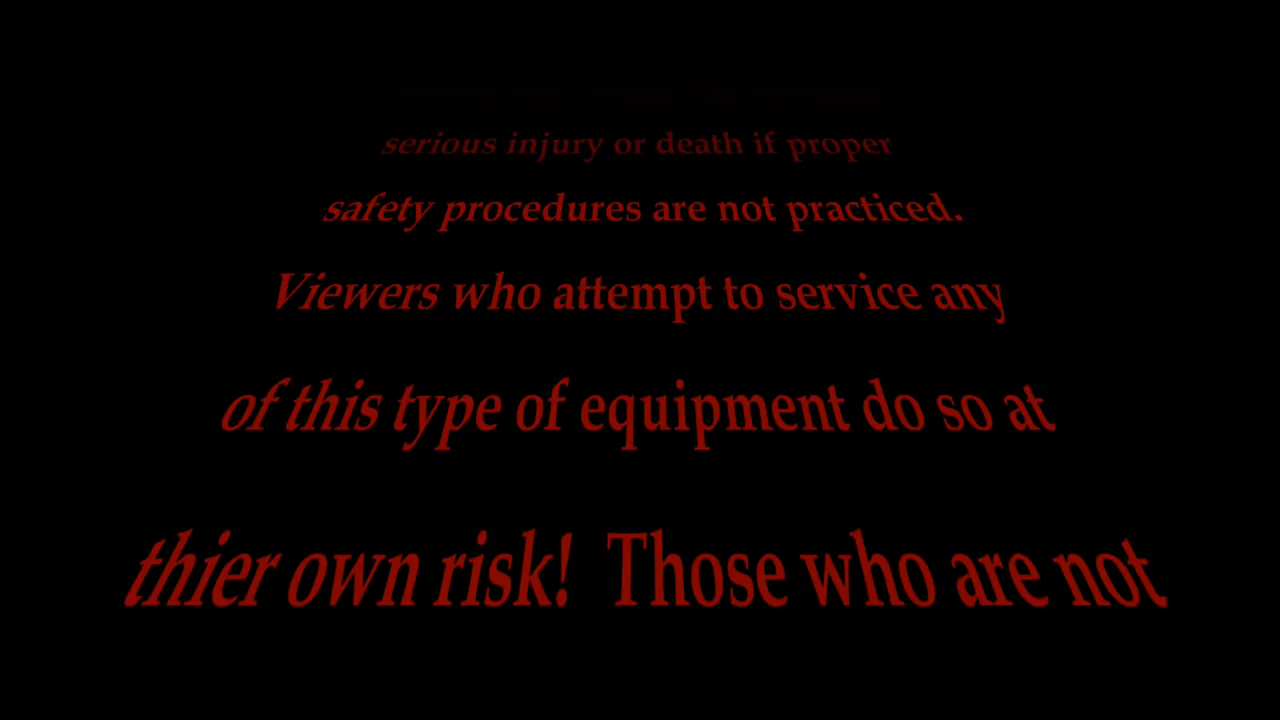 serious injury or death if proper
safety procedures are not practiced.
Viewers who attempt to service any
of this type of equipment do so at
thier own risk!  Those who are not